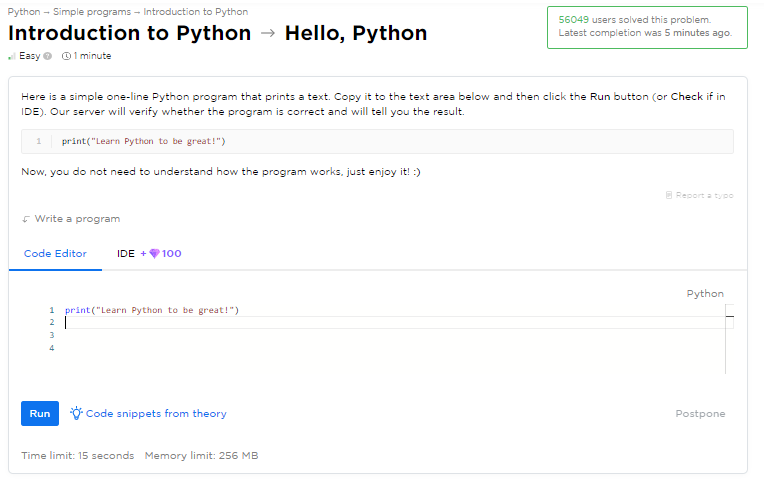 Python → Simple programs → Introduction to Python
Introduction to Python → Hello, Python
56049 users solved this problem.
Latest completion was 5 minutes ago.
Easy ? 1 minute
Here is a simple one-line Python program that prints a text. Copy it to the text area below and then click the Run button (or Check if in
IDE). Our server will verify whether the program is correct and will tell you the result.
1 print("Learn Python to be great!")
Now, you do not need to understand how the program works, just enjoy it! :)
Report a typo
Write a program
Code Editor IDE + 100
Python
1 print("Learn Python to be great!")
2
3
4
Run Code snippets from theory Postpone
Time limit: 15 seconds Memory limit: 256 MB